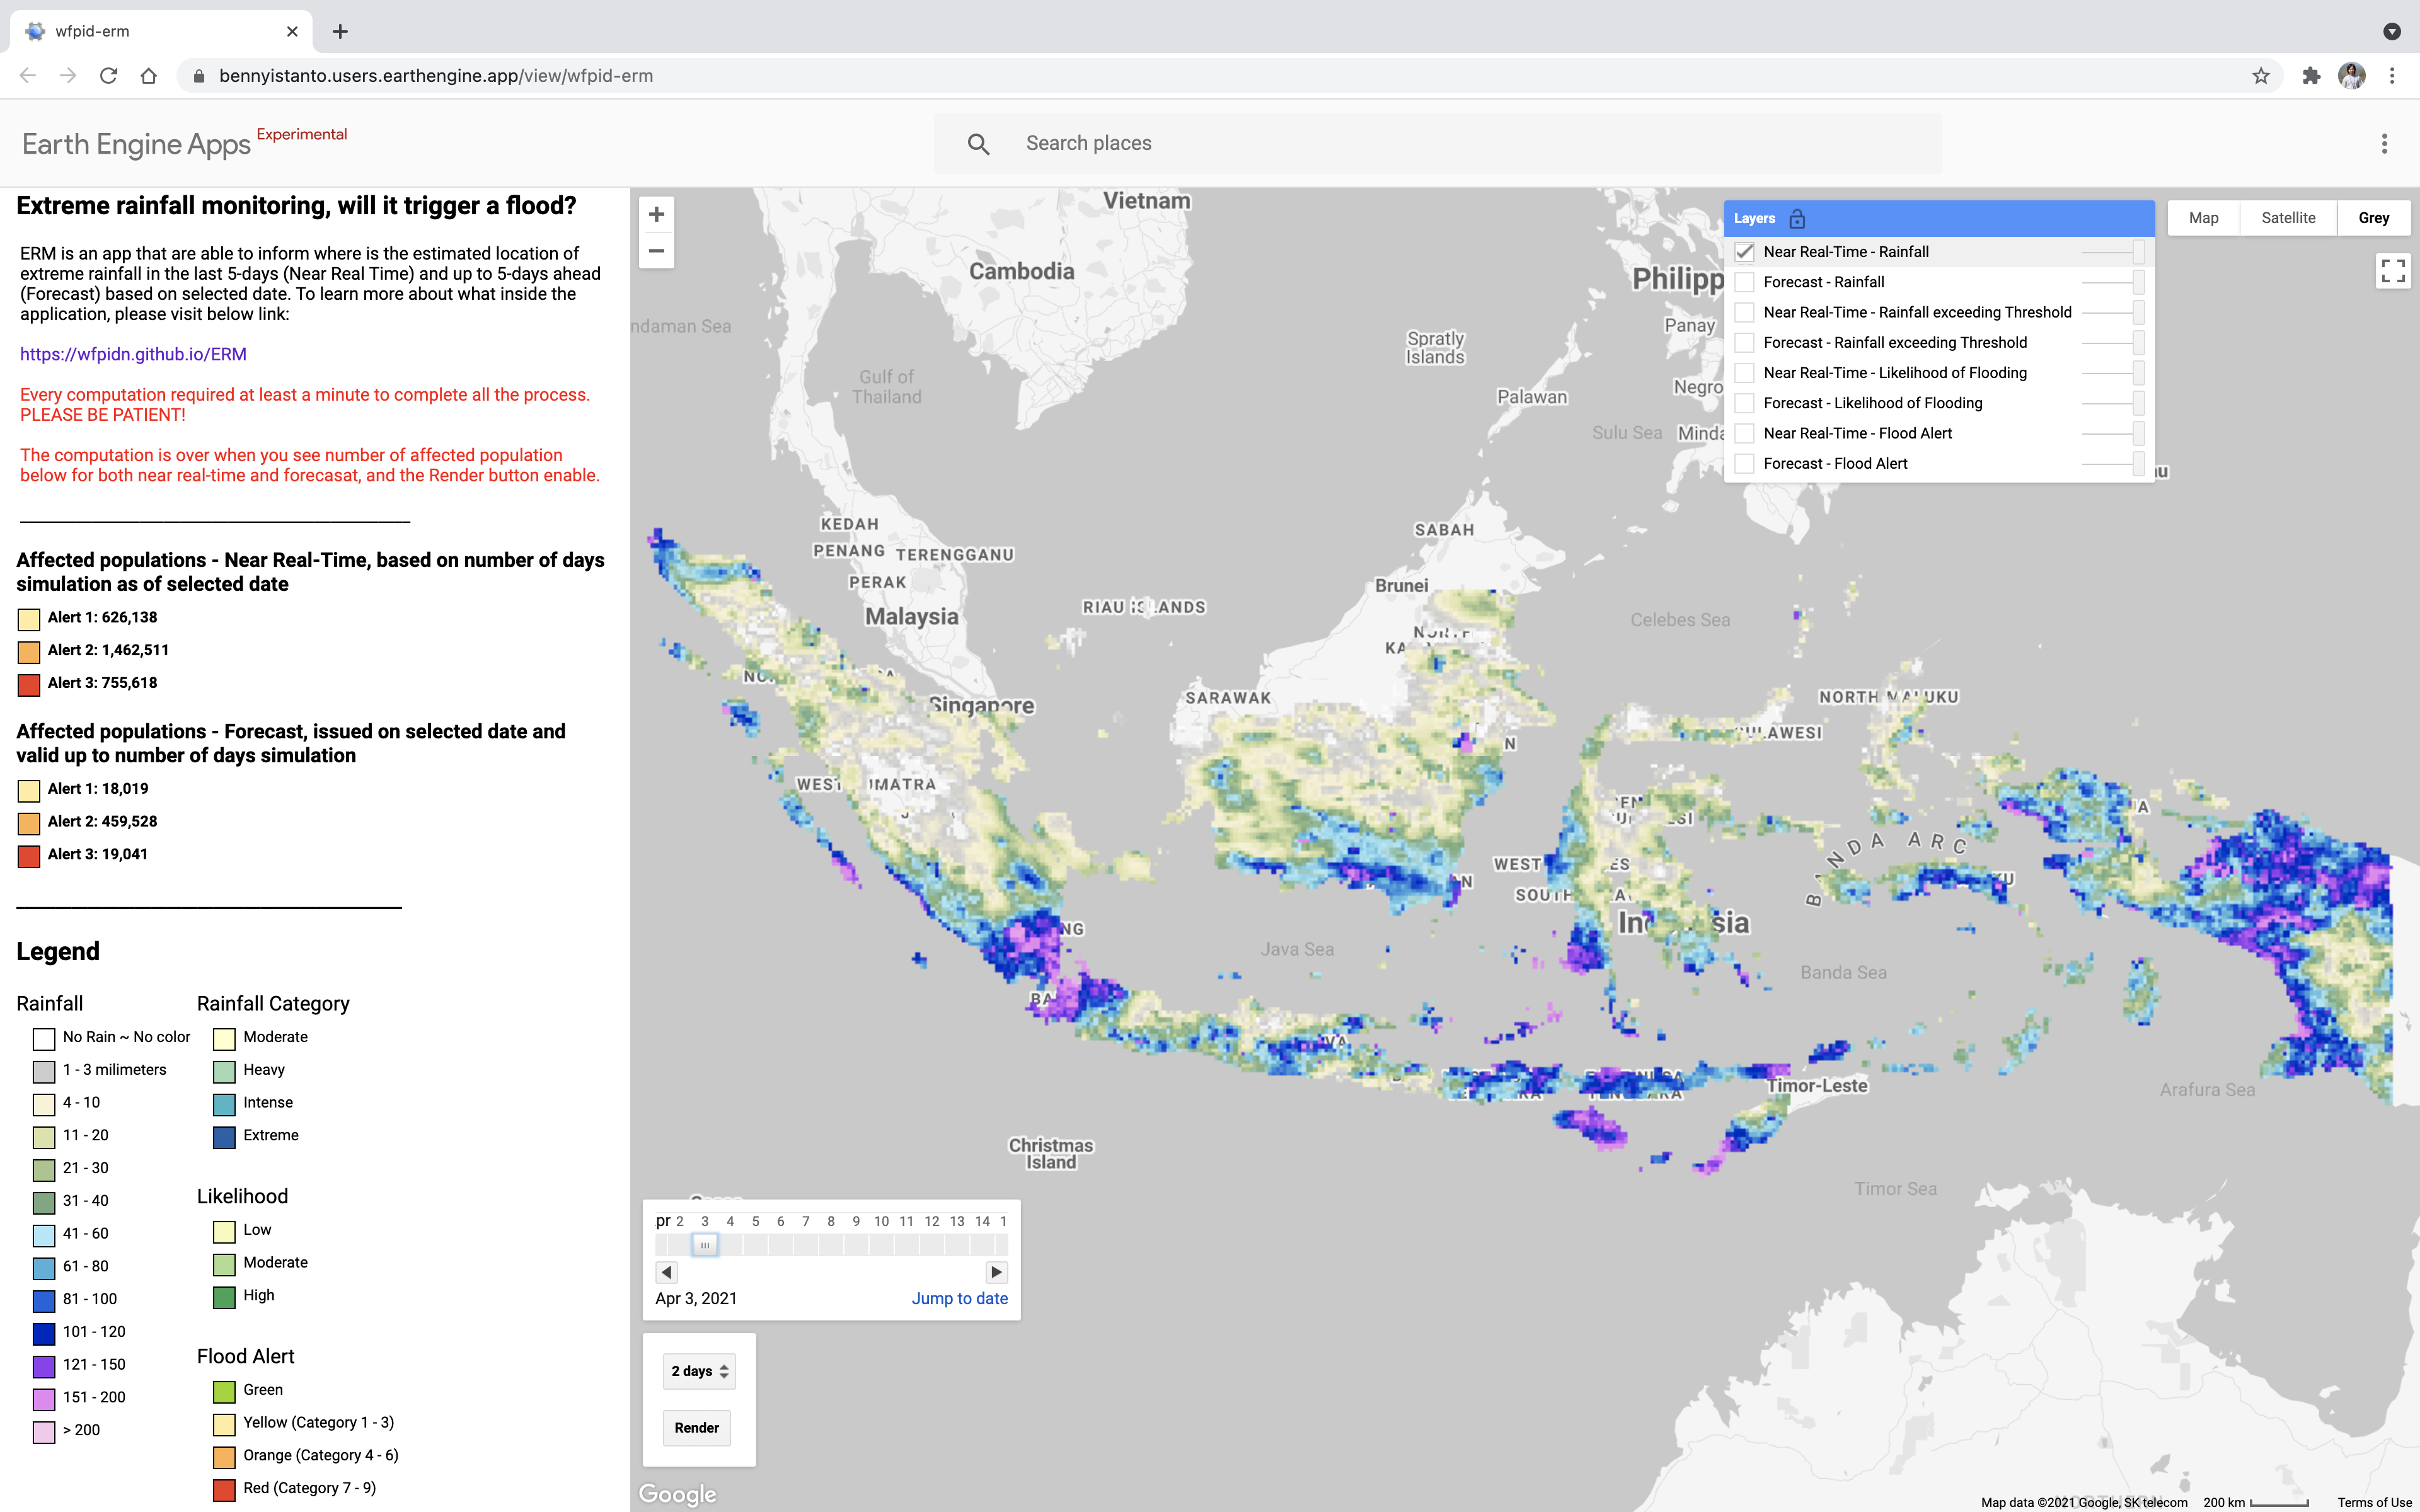 wfpid-erm
bennyistanto.users.earthengine.app/view/wfpid-erm
Earth Engine Apps Experimental
Search places
Extreme rainfall monitoring, will it trigger a flood?
ERM is an app that are able to inform where is the estimated location of
extreme rainfall in the last 5-days (Near Real Time) and up to 5-days ahead
(Forecast) based on selected date. To learn more about what inside the
application, please visit below link:
https://wfpidn.github.io/ERM
Every computation required at least a minute to complete all the process.
PLEASE BE PATIENT!
The computation is over when you see number of affected population
below for both near real-time and forecasat, and the Render button enable.
Affected populations - Near Real-Time, based on number of days
simulation as of selected date
Alert 1: 626,138
Alert 2: 1,462,511
Alert 3: 755,618
Affected populations - Forecast, issued on selected date and
valid up to number of days simulation
Alert 1: 18,019
Alert 2: 459,528
Alert 3: 19,041
Legend
Rainfall
No Rain ~ No color
1 - 3 milimeters
4 - 10
11 - 20
21 - 30
31 - 40
41 - 60
61 - 80
81 - 100
101 - 120
121 - 150
151 - 200
> 200
Rainfall Category
Moderate
Heavy
Intense
Extreme
Likelihood
Low
Moderate
High
Flood Alert
Green
Yellow (Category 1 - 3)
Orange (Category 4 - 6)
Red (Category 7 - 9)
Layers
Near Real-Time - Rainfall
Forecast - Rainfall
Near Real-Time - Rainfall exceeding Threshold
Forecast - Rainfall exceeding Threshold
Near Real-Time - Likelihood of Flooding
Forecast - Likelihood of Flooding
Near Real-Time - Flood Alert
Forecast - Flood Alert
Map
Satellite
Grey
Vietnam
Cambodia
Philipp
ndaman Sea
Panay
Spratly
Islands
Gulf of
Thailand
Negro
Palawan
Sulu Sea
Minda
KEDAH
SABAH
PENANG
TERENGGANU
PERAK
Brunei
RIAU ISLANDS
Malaysia
Celebes Sea
SARAWAK
NORTH MALUKU
Singapore
WEST
BANDA ARC
WEST
SOUTH
Indonesia
Java Sea
Banda Sea
Timor-Leste
Arafura Sea
Christmas
Island
Timor Sea
pr 2 3 4 5 6 7 8 9 10 11 12 13 14 1
Apr 3, 2021
Jump to date
2 days
Render
Google
Map data ©2021 Google, SK telecom
200 km
Terms of Use